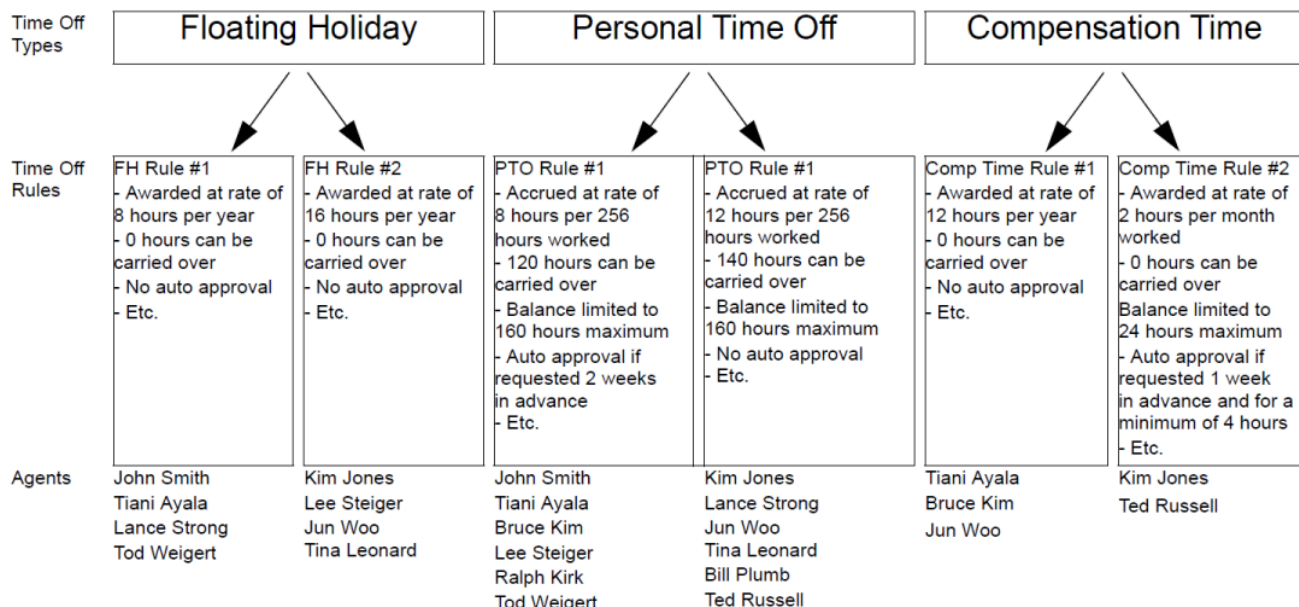 Time Off
Types
Floating Holiday
Personal Time Off
Compensation Time
Time Off
Rules
FH Rule #1
- Awarded at rate of
8 hours per year
- 0 hours can be
carried over
- No auto approval
- Etc.
FH Rule #2
- Awarded at rate of
16 hours per year
- 0 hours can be
carried over
- No auto approval
- Etc.
PTO Rule #1
- Accrued at rate of
8 hours per 256
hours worked
- 120 hours can be
carried over
- Balance limited to
160 hours maximum
- Auto approval if
requested 2 weeks
in advance
- Etc.
PTO Rule #1
- Accrued at rate of
12 hours per 256
hours worked
- 140 hours can be
carried over
- Balance limited to
160 hours maximum
- No auto approval
- Etc.
Comp Time Rule #1
- Awarded at rate of
12 hours per year
- 0 hours can be
carried over
- No auto approval
- Etc.
Comp Time Rule #2
- Awarded at rate of
2 hours per month
worked
- 0 hours can be
carried over
Balance limited to
24 hours maximum
- Auto approval if
requested 1 week
in advance and for a
minimum of 4 hours
- Etc.
Agents
John Smith
Tiani Ayala
Lance Strong
Tod Weigert
Kim Jones
Lee Steiger
Jun Woo
Tina Leonard
John Smith
Tiani Ayala
Bruce Kim
Lee Steiger
Ralph Kirk
Tod Weigert
Kim Jones
Lance Strong
Jun Woo
Tina Leonard
Bill Plumb
Ted Russell
Tiani Ayala
Bruce Kim
Jun Woo
Kim Jones
Ted Russell